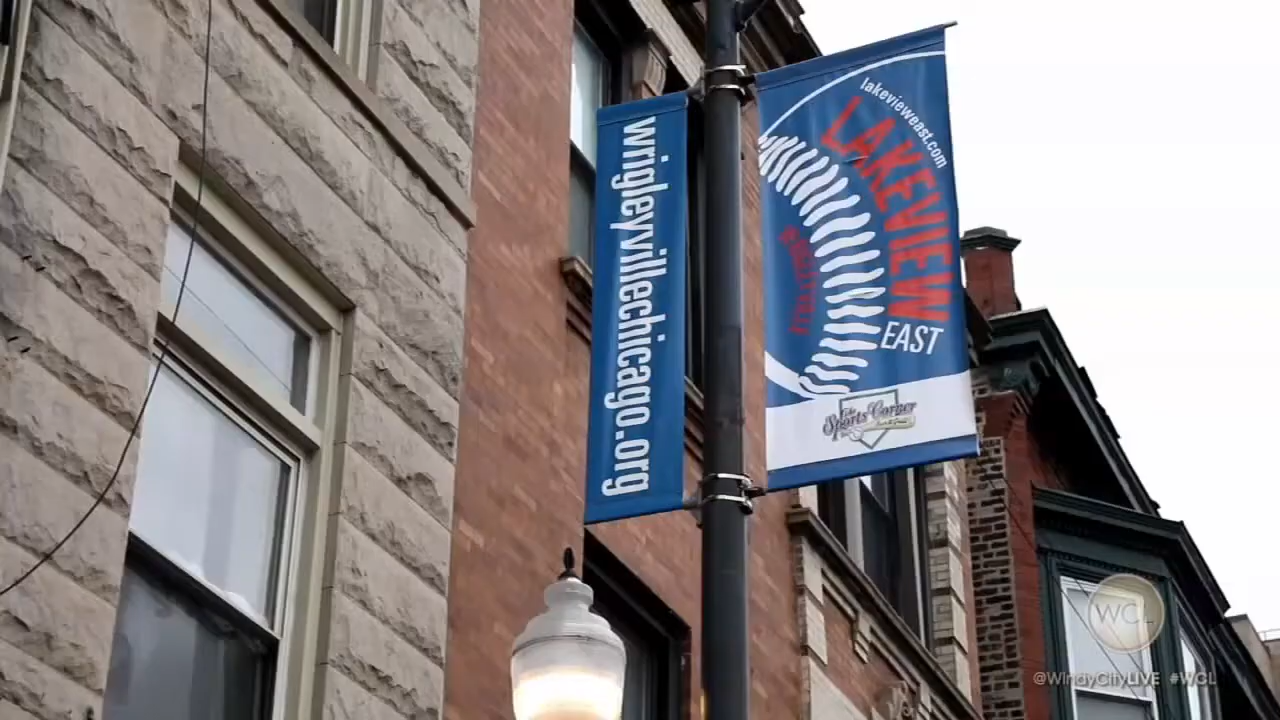 wrigleyvillechicago.org
lakevieweast.com
LAKEVIEW
EAST
The
Sports Corner
WCL
@WindyCityLIVE #WCL